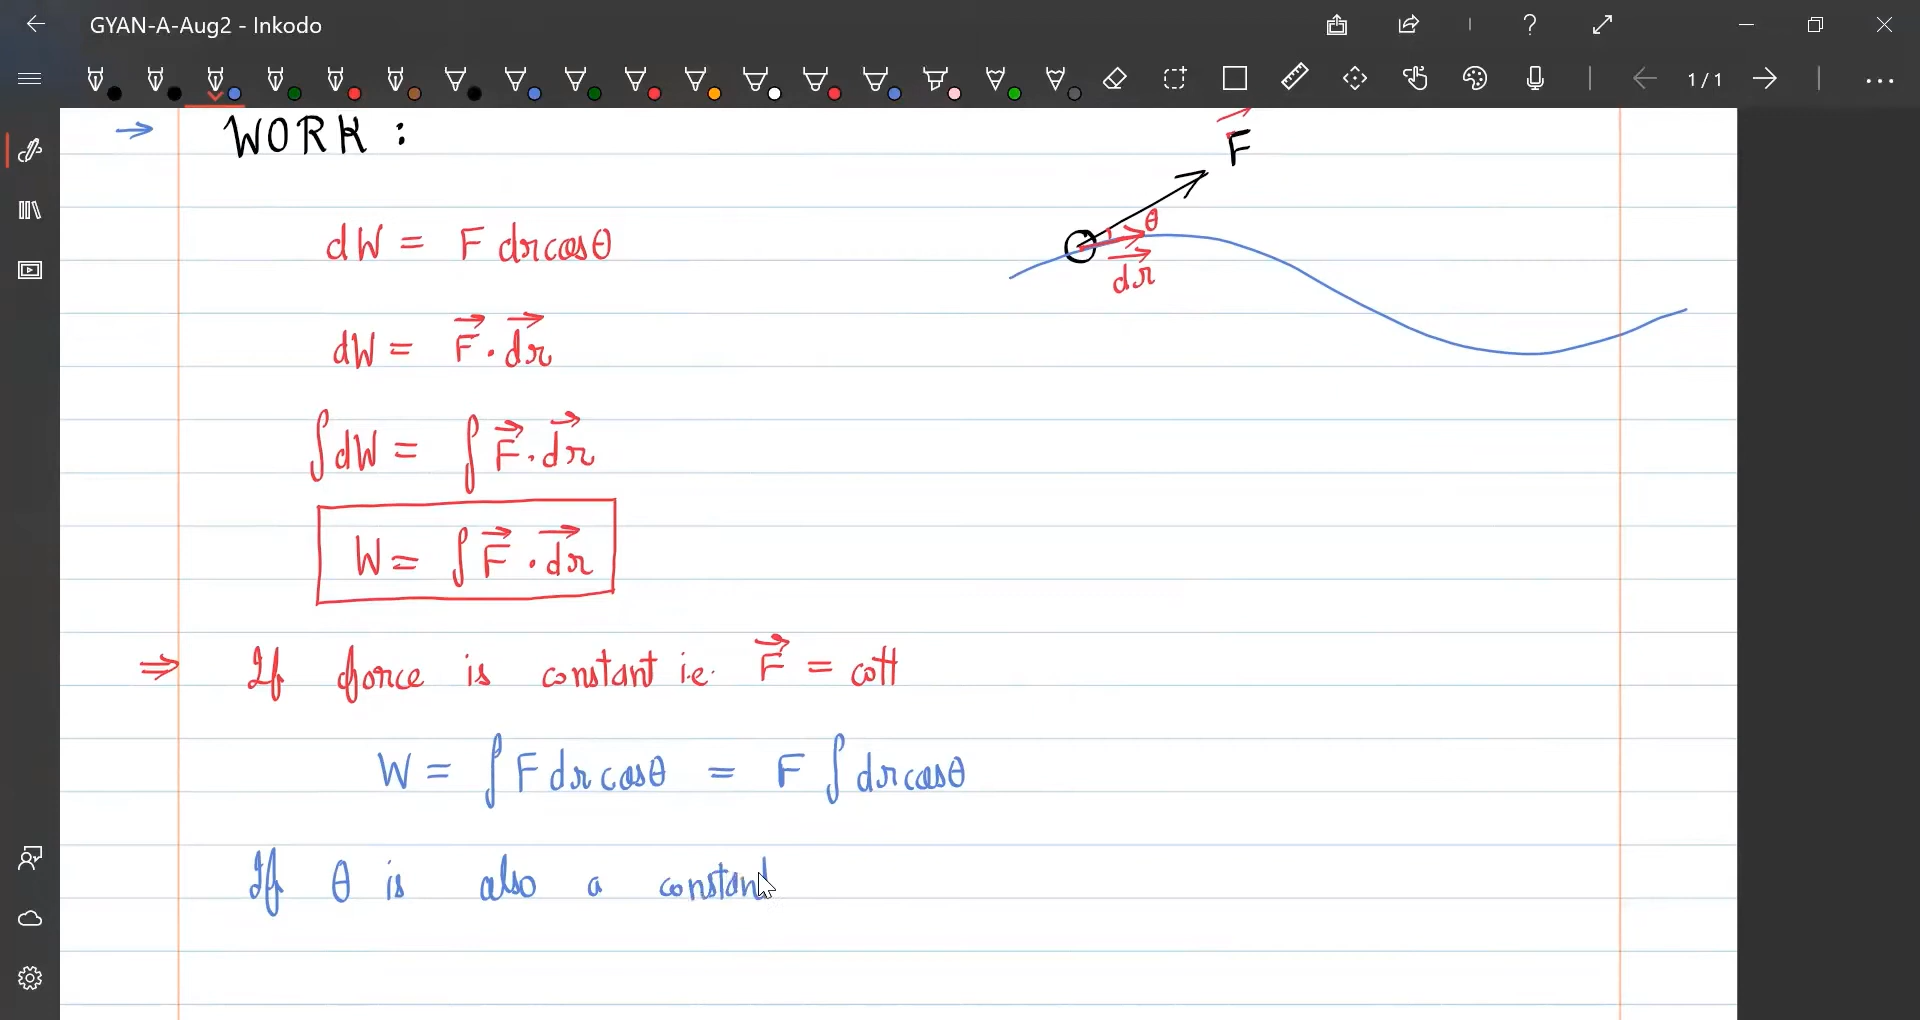 GYAN-A-Aug2 - Inkodo
1 / 1
→ WORK :
F⃗
θ
dr⃗
dW = F dr cosθ
dW = F⃗ · dr⃗
∫dW = ∫ F⃗ · dr⃗
W = ∫ F⃗ · dr⃗
⇒ If force is constant i.e. F⃗ = cott
W = ∫ F dr cosθ = F ∫ dr cosθ
If θ is also a constant